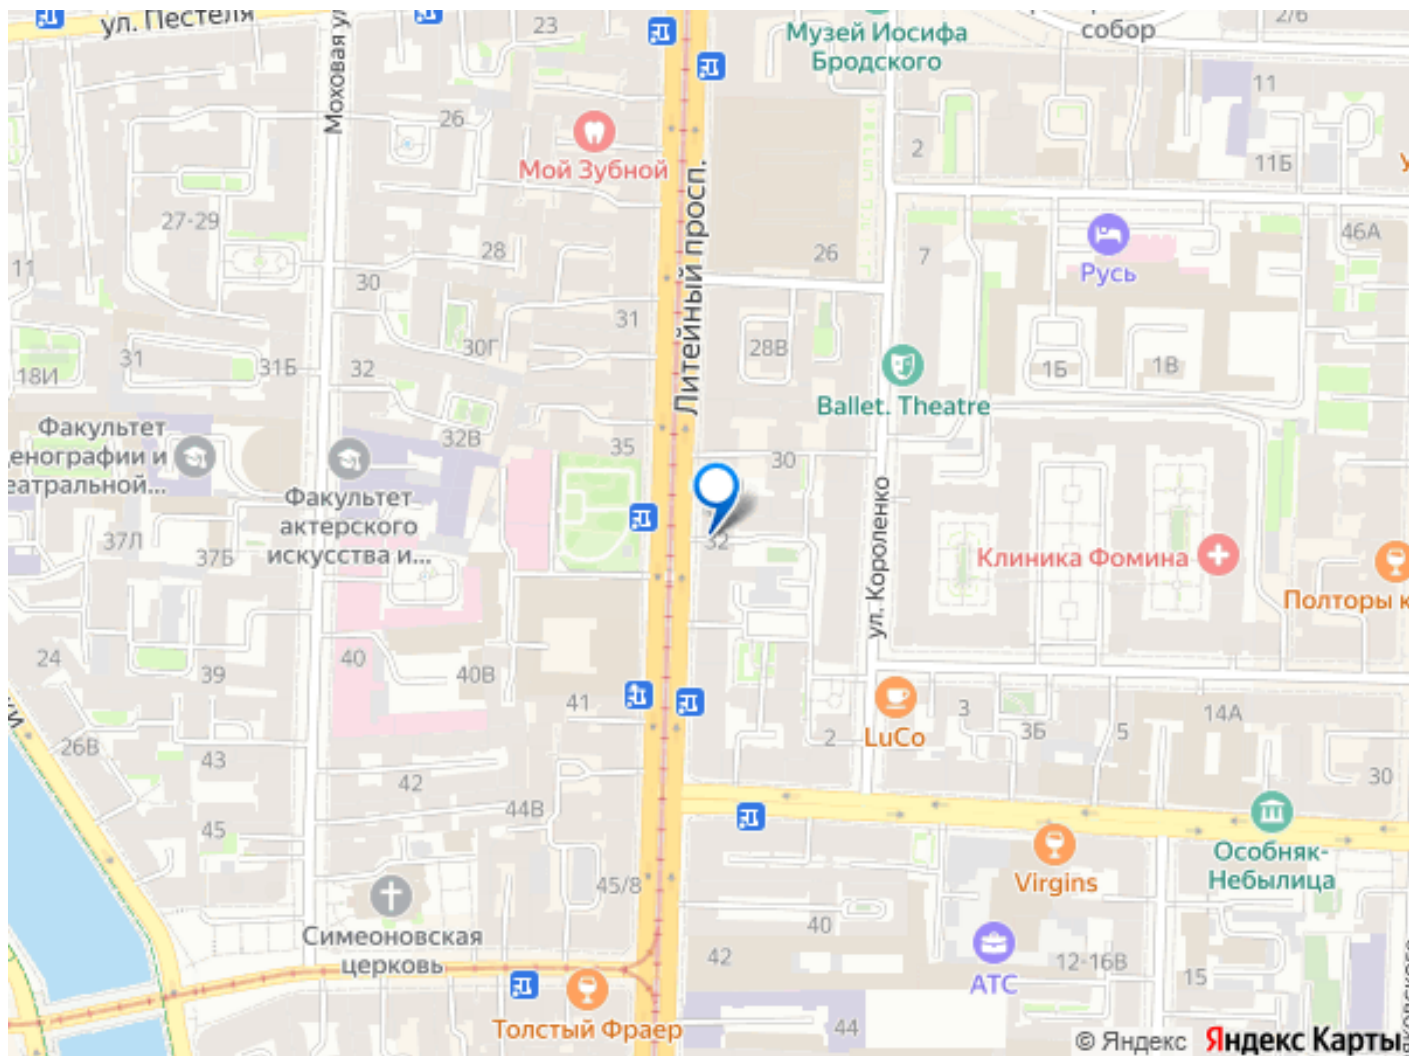 ул. Пестеля
23
Музей Иосифа
Бродского
собор
2/6
Моховая ул
26
Мой Зубной
Литейный просп.
2
11
11Б
27-29
28
26
7
Русь
46А
11
30
31
30Г
28В
1Б
1В
31
31Б
32
18И
Ballet. Theatre
Факультет
енографии и
еатральной...
32В
35
30
Факультет
актерского
искусства и...
37Л
37Б
32
ул. Короленко
Клиника Фомина
Полторы к
24
39
40
40В
41
26В
43
42
2
LuCo
3
3Б
5
14А
30
44В
45
45/8
Virgins
Особняк-
Небылица
Симеоновская
церковь
40
42
АТС
12-16В
15
Толстый Фраер
44
© Яндекс
Яндекс Карты